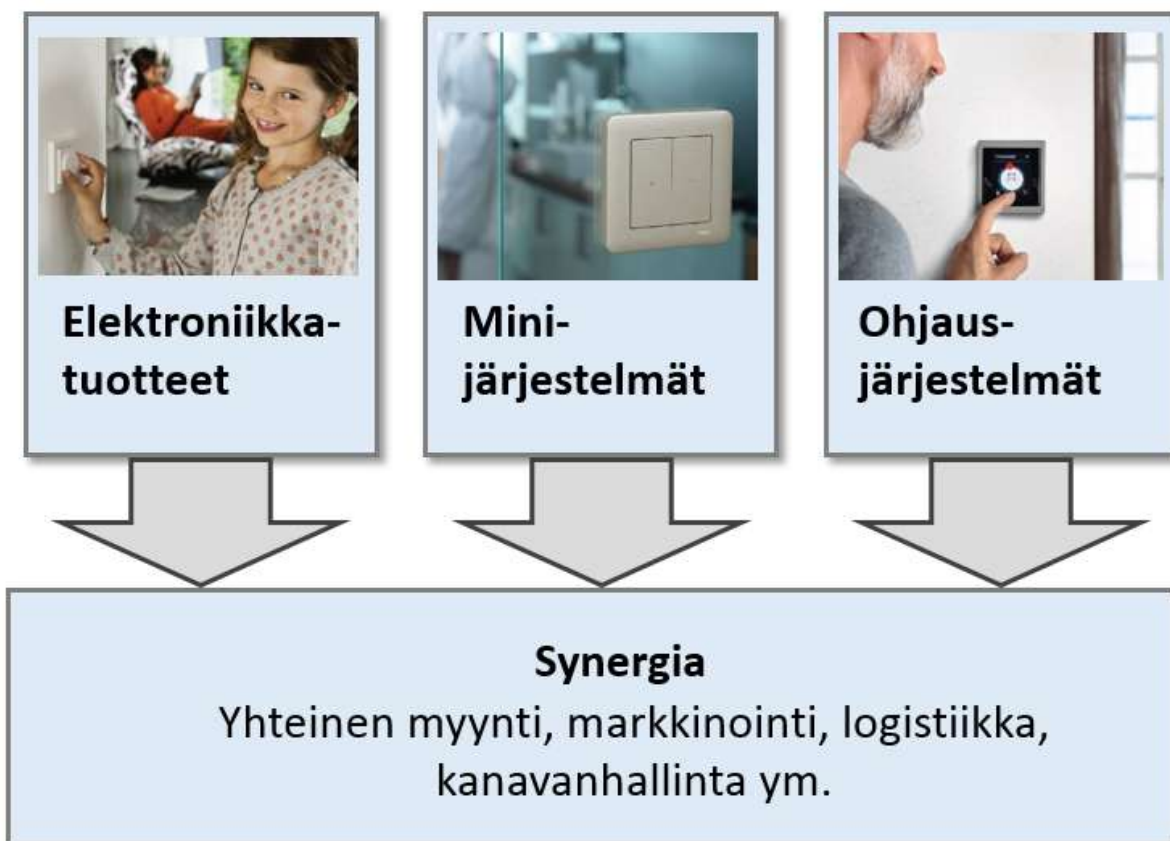 Elektroniikka-
tuotteet
Mini-
järjestelmät
Ohjaus-
järjestelmät
Synergia
Yhteinen myynti, markkinointi, logistiikka,
kanavanhallinta ym.